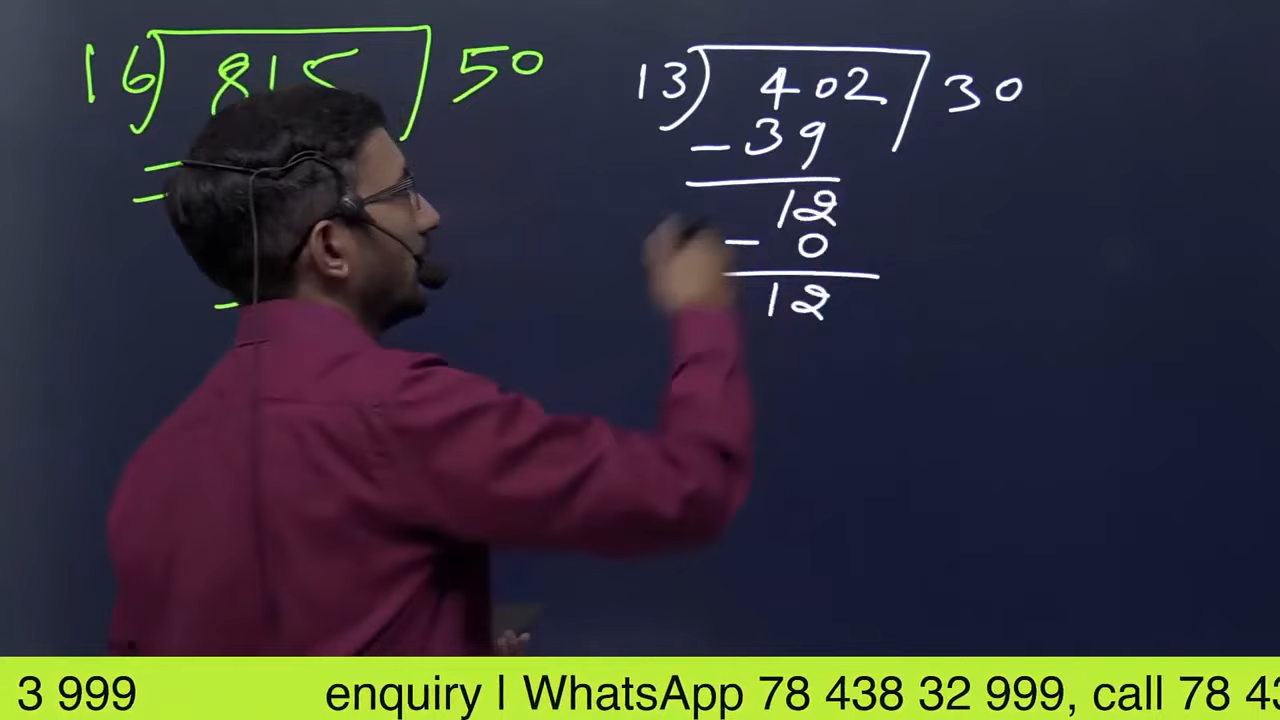 16) 815 ) 50
13) 402 ) 30
- 39
12
- 0
12
3 999 enquiry | WhatsApp 78 438 32 999, call 78 43